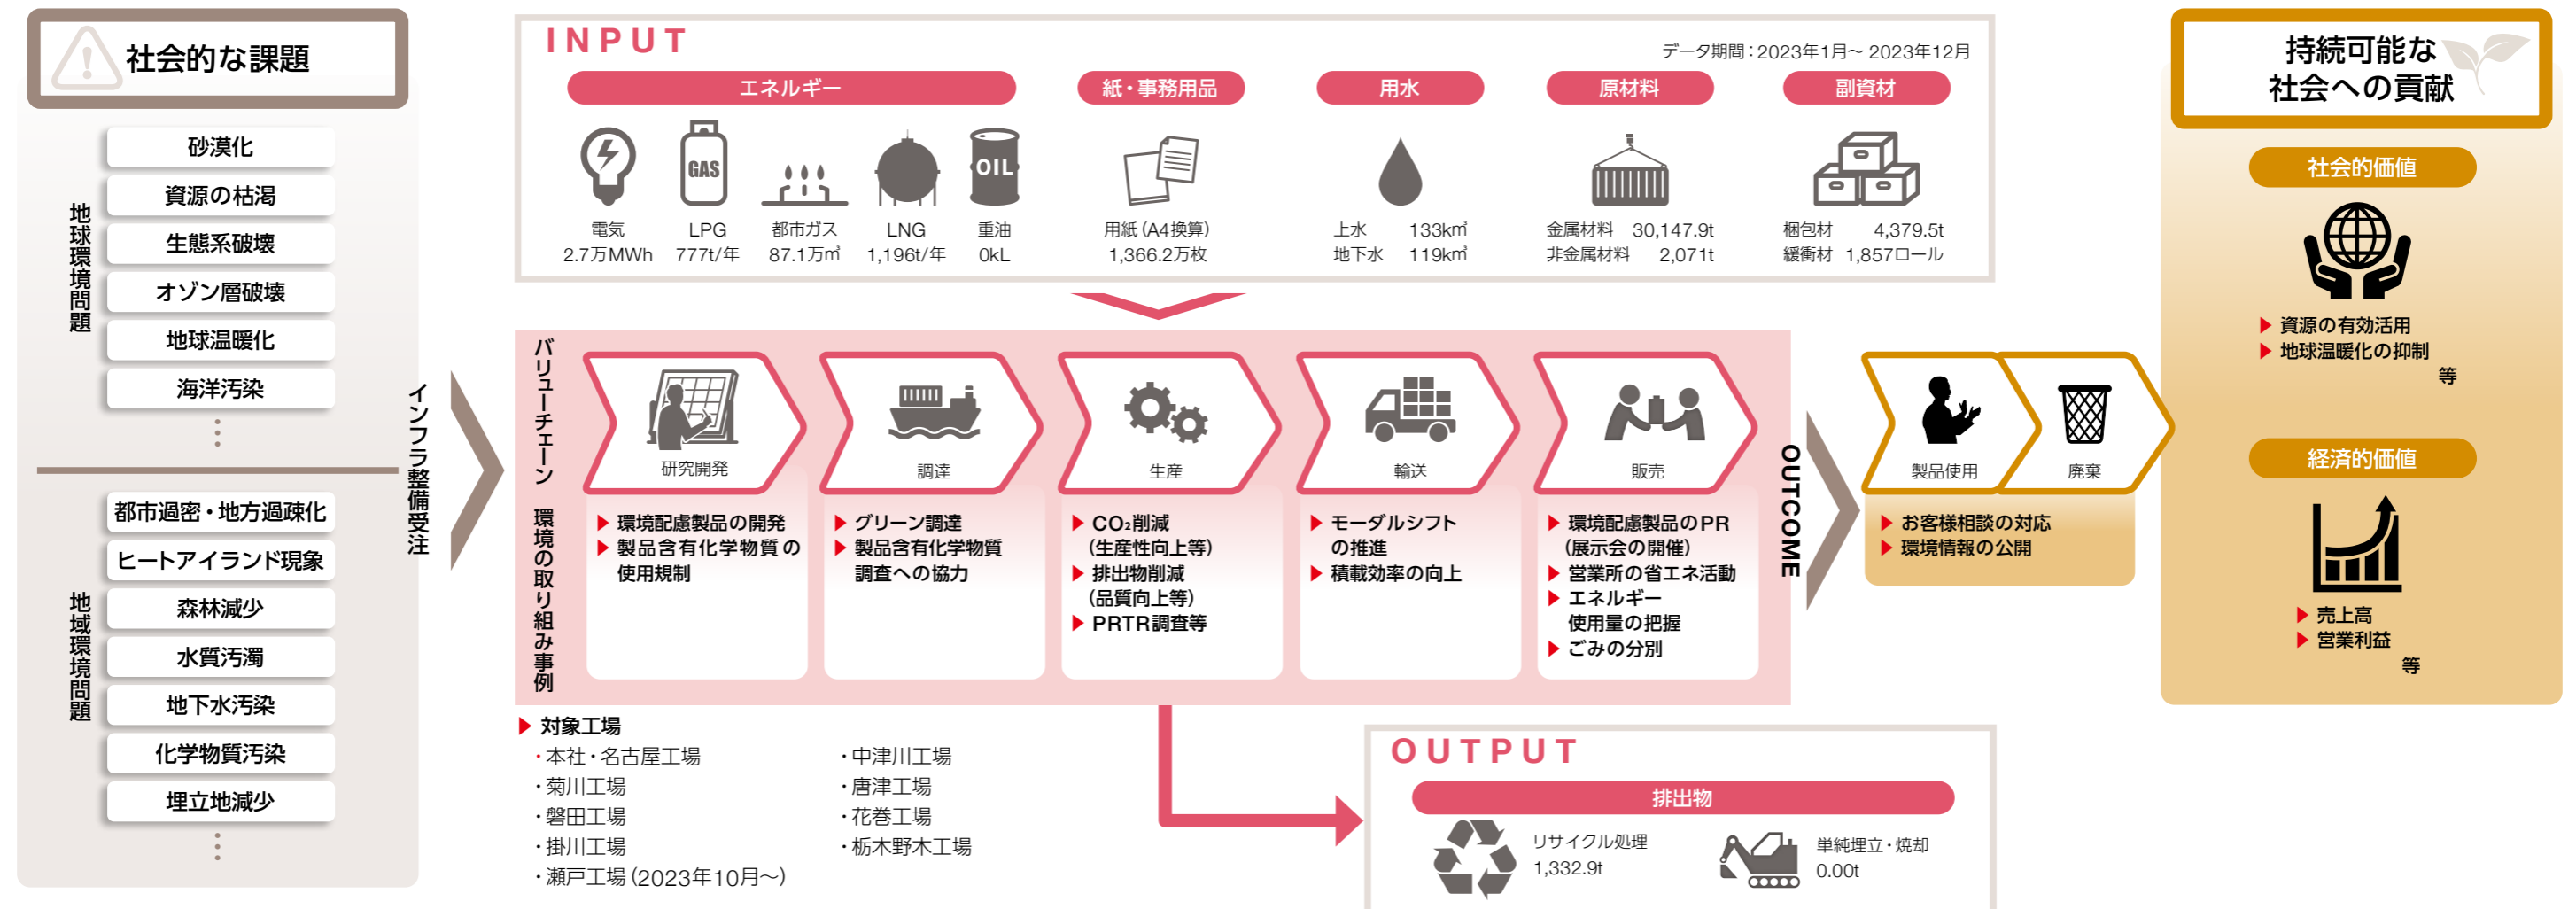 社会的な課題
地球環境問題
砂漠化
資源の枯渇
生態系破壊
オゾン層破壊
地球温暖化
海洋汚染
⋮
地域環境問題
都市過密・地方過疎化
ヒートアイランド現象
森林減少
水質汚濁
地下水汚染
化学物質汚染
埋立地減少
⋮
インフラ整備受注
INPUT
データ期間：2023年1月〜 2023年12月
エネルギー
電気
2.7万MWh
GAS
LPG
777t/年
都市ガス
87.1万㎥
LNG
1,196t/年
OIL
重油
0kL
紙・事務用品
用紙（A4換算）
1,366.2万枚
用水
上水 133k㎥
地下水 119k㎥
原材料
金属材料 30,147.9t
非金属材料 2,071t
副資材
梱包材 4,379.5t
緩衝材 1,857ロール
バリューチェーン 環境の取り組み事例
研究開発
▶ 環境配慮製品の開発
▶ 製品含有化学物質の
使用規制
調達
▶ グリーン調達
▶ 製品含有化学物質
調査への協力
生産
▶ CO₂削減
（生産性向上等）
▶ 排出物削減
（品質向上等）
▶ PRTR調査等
輸送
▶ モーダルシフト
の推進
▶ 積載効率の向上
販売
▶ 環境配慮製品のPR
（展示会の開催）
▶ 営業所の省エネ活動
▶ エネルギー
使用量の把握
▶ ごみの分別
OUTCOME
製品使用
廃棄
▶ お客様相談の対応
▶ 環境情報の公開
▶ 対象工場
・本社・名古屋工場
・菊川工場
・磐田工場
・掛川工場
・瀬戸工場（2023年10月〜）
・中津川工場
・唐津工場
・花巻工場
・栃木野木工場
OUTPUT
排出物
リサイクル処理
1,332.9t
単純埋立・焼却
0.00t
持続可能な
社会への貢献
社会的価値
▶ 資源の有効活用
▶ 地球温暖化の抑制
等
経済的価値
▶ 売上高
▶ 営業利益
等